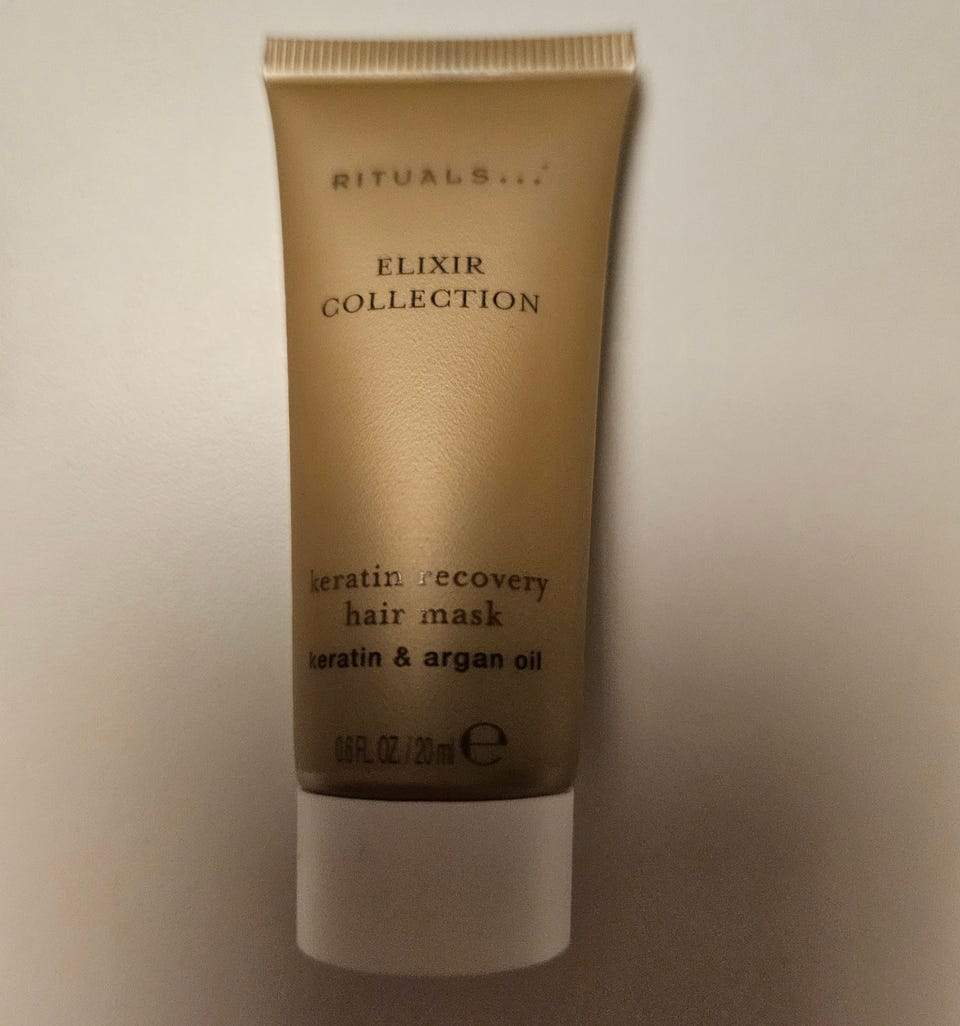 RITUALS...
ELIXIR
COLLECTION
keratin recovery
hair mask
keratin & argan oil
0.6 FL. OZ. / 20 ml e